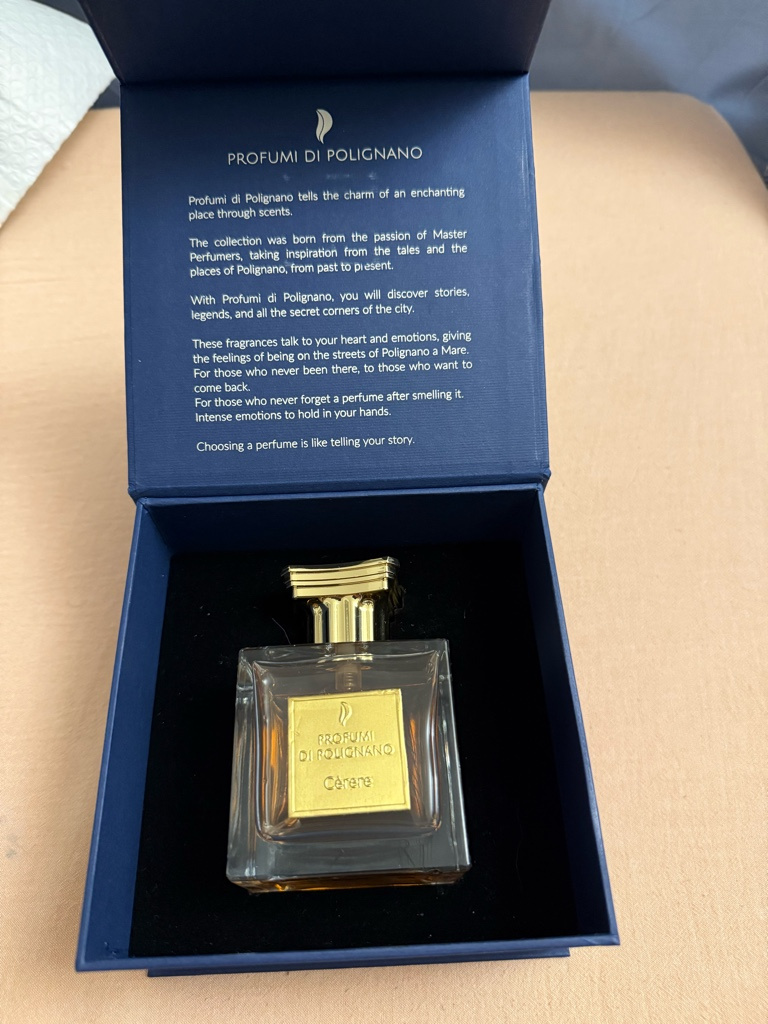 PROFUMI DI POLIGNANO
Profumi di Polignano tells the charm of an enchanting
place through scents.
The collection was born from the passion of Master
Perfumers, taking inspiration from the tales and the
places of Polignano, from past to present.
With Profumi di Polignano, you will discover stories,
legends, and all the secret corners of the city.
These fragrances talk to your heart and emotions, giving
the feelings of being on the streets of Polignano a Mare.
For those who never been there, to those who want to
come back.
For those who never forget a perfume after smelling it.
Intense emotions to hold in your hands.
Choosing a perfume is like telling your story.
PROFUMI
DI POLIGNANO
Cèrere